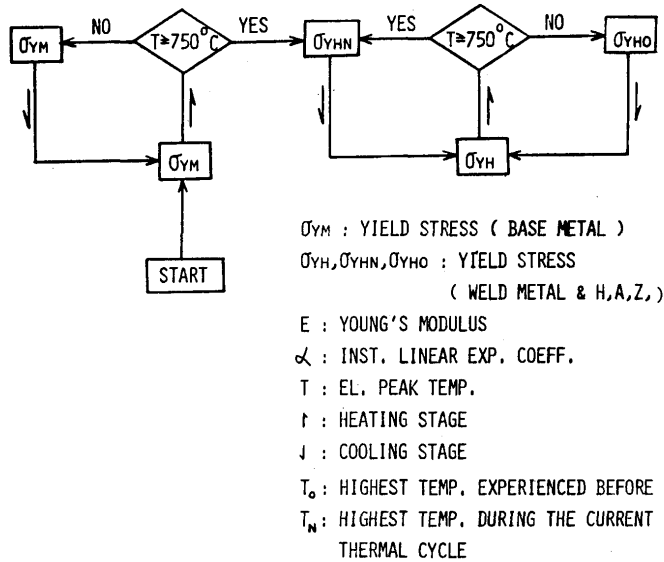 σYM NO T≥750°C YES σYHN YES T≥750°C NO σYHO
σYM σYH
START
σYM : YIELD STRESS ( BASE METAL )
σYH,σYHN,σYHO : YIELD STRESS
( WELD METAL & H.A.Z. )
E : YOUNG'S MODULUS
α : INST. LINEAR EXP. COEFF.
T : EL. PEAK TEMP.
↾ : HEATING STAGE
⇃ : COOLING STAGE
To : HIGHEST TEMP. EXPERIENCED BEFORE
TN : HIGHEST TEMP. DURING THE CURRENT
THERMAL CYCLE